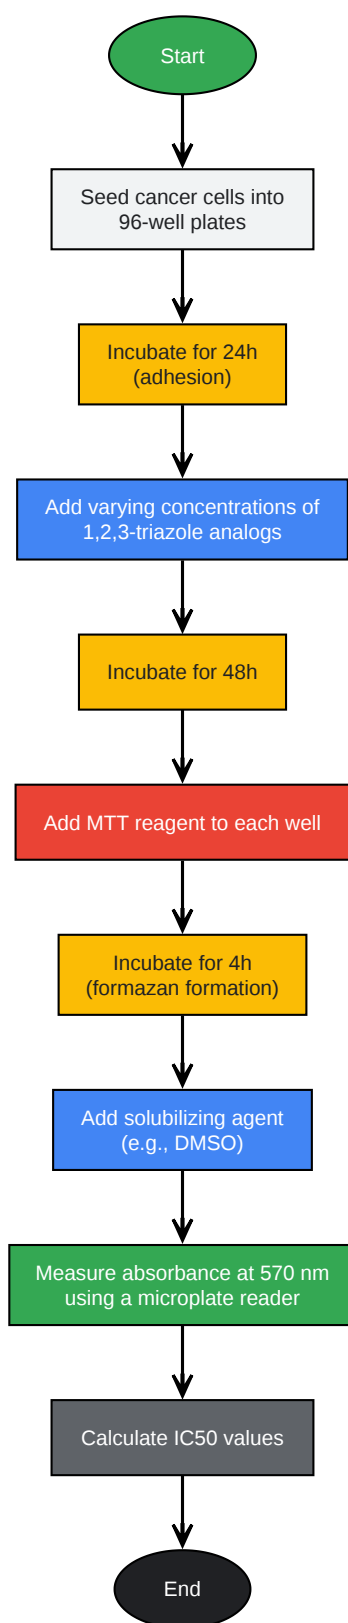 Start
Seed cancer cells into
96-well plates
Incubate for 24h
(adhesion)
Add varying concentrations of
1,2,3-triazole analogs
Incubate for 48h
Add MTT reagent to each well
Incubate for 4h
(formazan formation)
Add solubilizing agent
(e.g., DMSO)
Measure absorbance at 570 nm
using a microplate reader
Calculate IC50 values
End